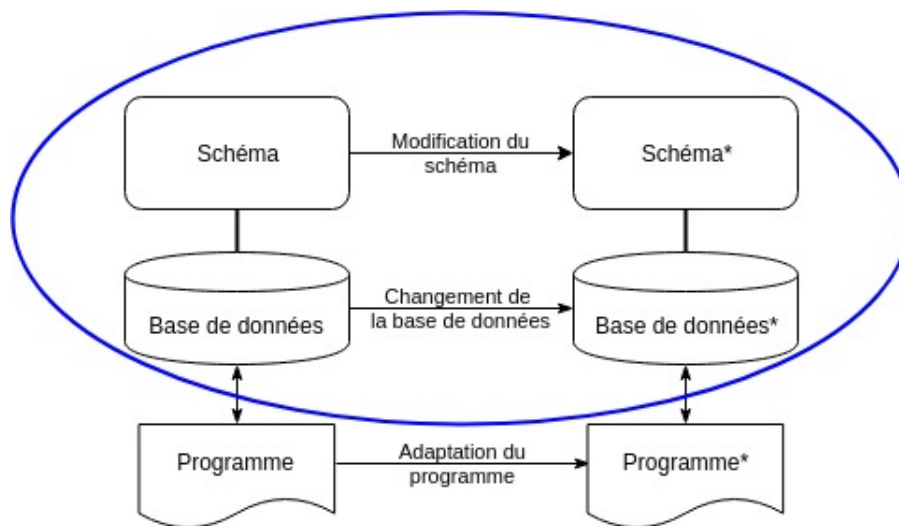 Schéma
Modification du
schéma
Schéma*
Base de données
Changement de
la base de données
Base de données*
Programme
Adaptation du
programme
Programme*